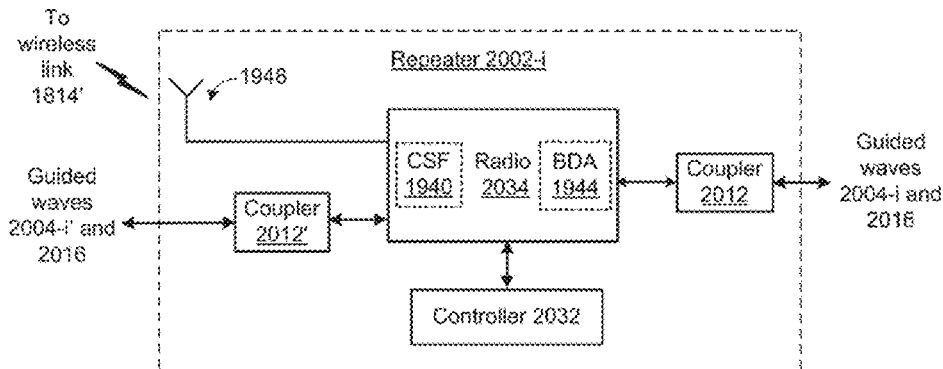 To
wireless
link
1814'
Repeater 2002-i
1948
CSF
1940
Radio
2034
BDA
1944
Guided
waves
2004-i' and
2016
Coupler
2012'
Coupler
2012
Guided
waves
2004-i and
2016
Controller 2032